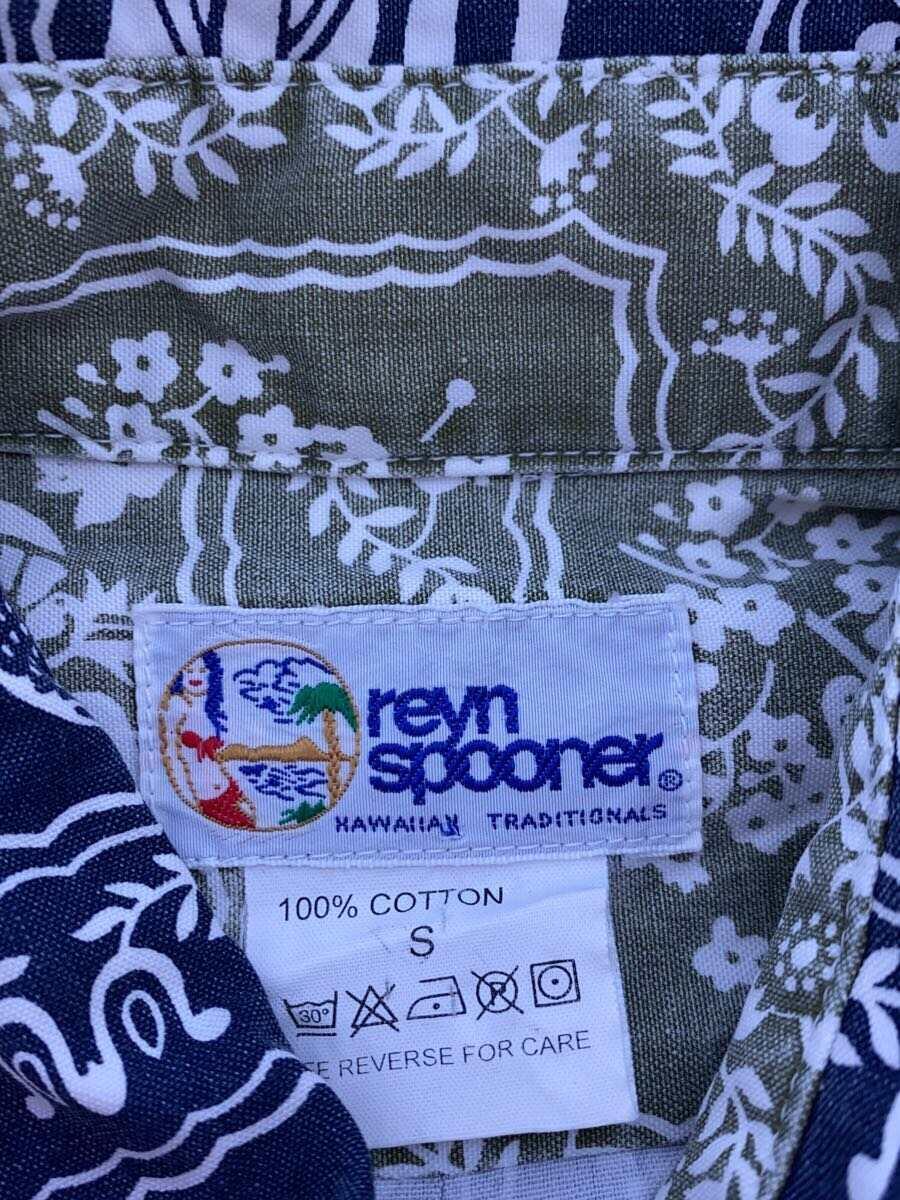 reyn
spooner®
HAWAIIAN TRADITIONALS
100% COTTON
S
30° R
REVERSE FOR CARE